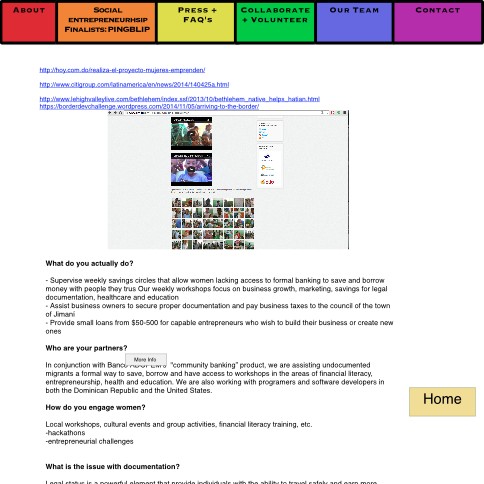 About
Social entrepreneurship Finalists: PINGBLIP
Press + FAQ's
Collaborate + Volunteer
Our Team
Contact
http://hoy.com.do/realiza-el-proyecto-mujeres-emprenden/
http://www.citigroup.com/latinamerica/en/news/2014/140425a.html
http://www.lehighvalleylive.com/bethlehem/index.ssf/2013/10/bethlehem_native_helps_hatian.html
https://borderdevchallenge.wordpress.com/2014/11/05/arriving-to-the-border/
What do you actually do?
- Supervise weekly savings circles that allow women lacking access to formal banking to save and borrow
money with people they trus Our weekly workshops focus on business growth, marketing, savings for legal
documentation, healthcare and education
- Assist business owners to secure proper documentation and pay business taxes to the council of the town
of Jimaní
- Provide small loans from $50-500 for capable entrepreneurs who wish to build their business or create new
ones
Who are your partners?
More Info
In conjunction with Banco "community banking" product, we are assisting undocumented
migrants a formal way to save, borrow and have access to workshops in the areas of financial literacy,
entrepreneurship, health and education. We are also working with programers and software developers in
both the Dominican Republic and the United States.
Home
How do you engage women?
Local workshops, cultural events and group activities, financial literacy training, etc.
-hackathons
-entrepreneurial challenges
What is the issue with documentation?
Legal status is a powerful element that provide individuals with the ability to travel safely and earn more